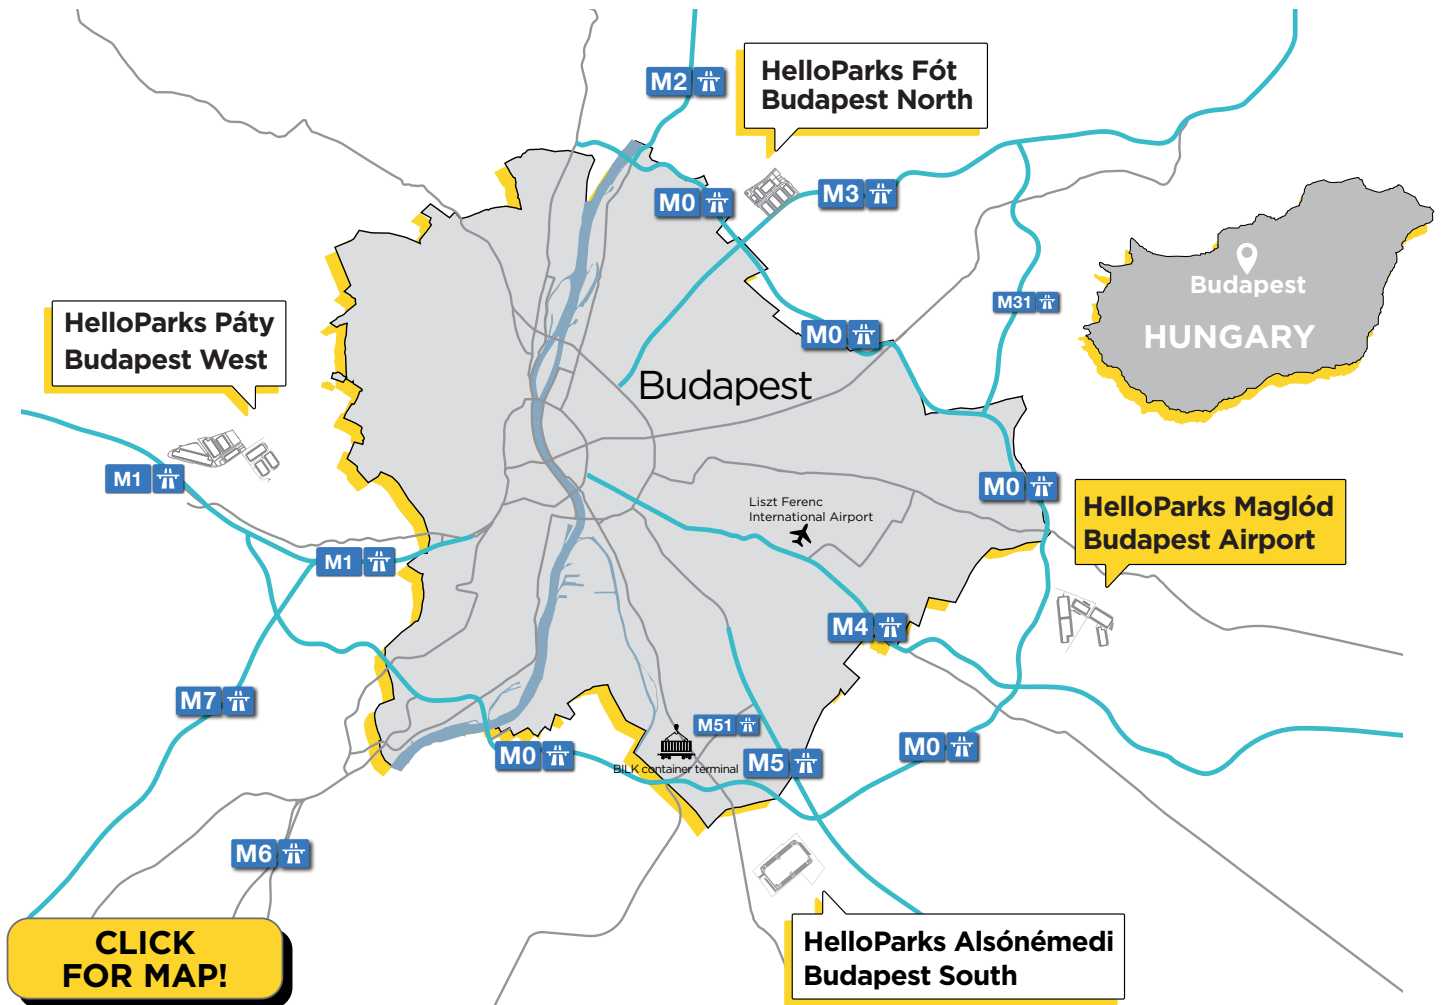 M2
HelloParks Fót
Budapest North
M0
M3
Budapest
HUNGARY
M31
HelloParks Páty
Budapest West
M0
Budapest
M1
M0
Liszt Ferenc
International Airport
HelloParks Maglód
Budapest Airport
M1
M4
M7
M51
M0
BILK container terminal
M5
M0
M6
CLICK
FOR MAP!
HelloParks Alsónémedi
Budapest South